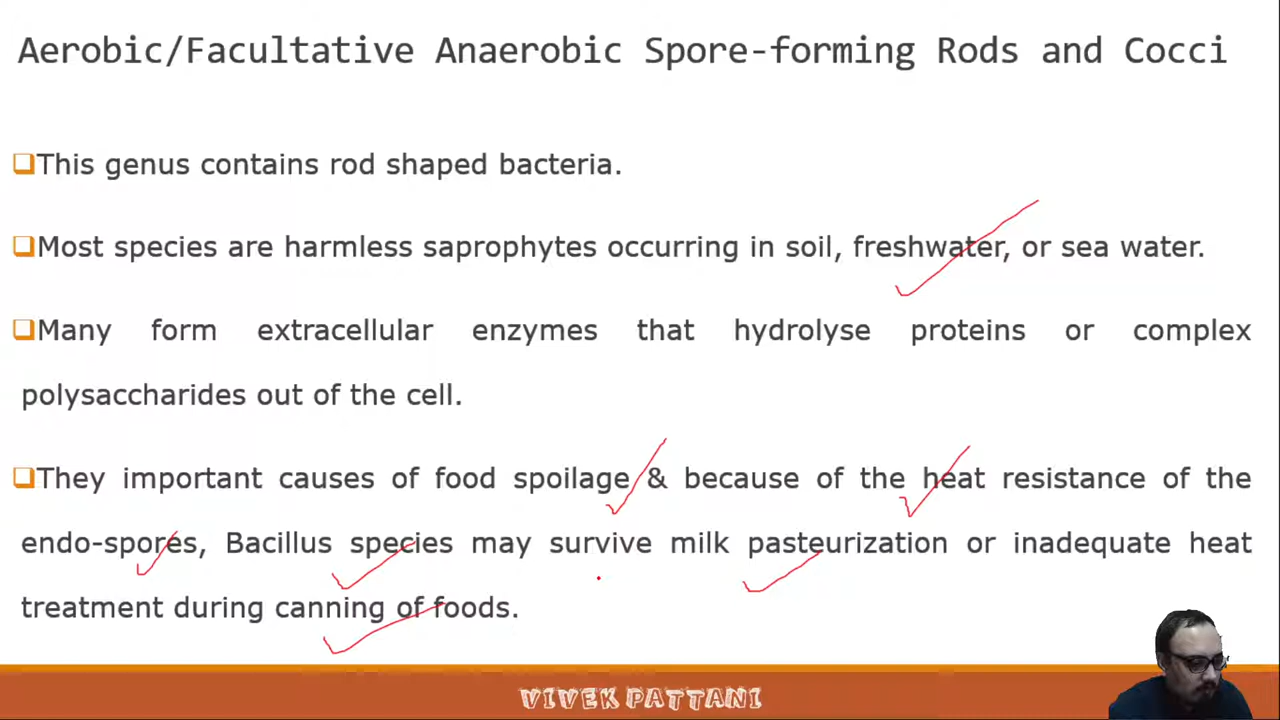 Aerobic/Facultative Anaerobic Spore-forming Rods and Cocci
This genus contains rod shaped bacteria.
Most species are harmless saprophytes occurring in soil, freshwater, or sea water.
Many form extracellular enzymes that hydrolyse proteins or complex
polysaccharides out of the cell.
They important causes of food spoilage & because of the heat resistance of the
endo-spores, Bacillus species may survive milk pasteurization or inadequate heat
treatment during canning of foods.
VIVEK PATTANI